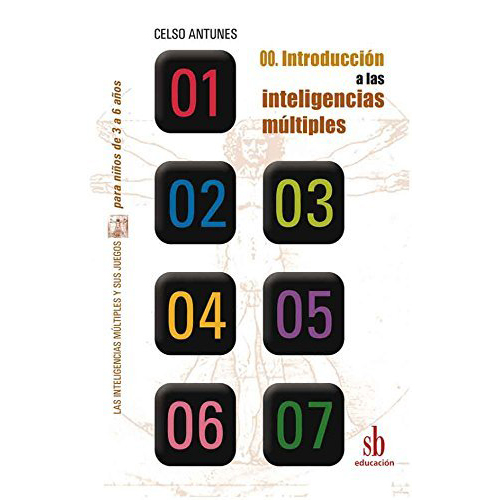 CELSO ANTUNES
00. Introducción
a las
inteligencias
múltiples
01
02
03
04
05
06
07
LAS INTELIGENCIAS MÚLTIPLES Y SUS JUEGOS
para niños de 3 a 6 años
sb
educación